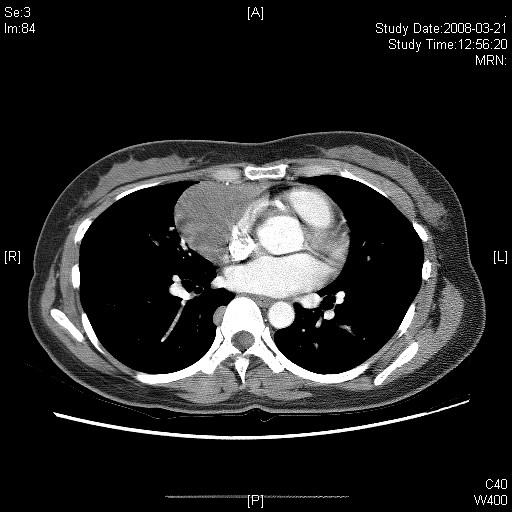 Se:3
Im:84
[A]
.
Study Date:2008-03-21
Study Time:12:56:20
MRN:
[R]
[L]
[P]
C40
W400